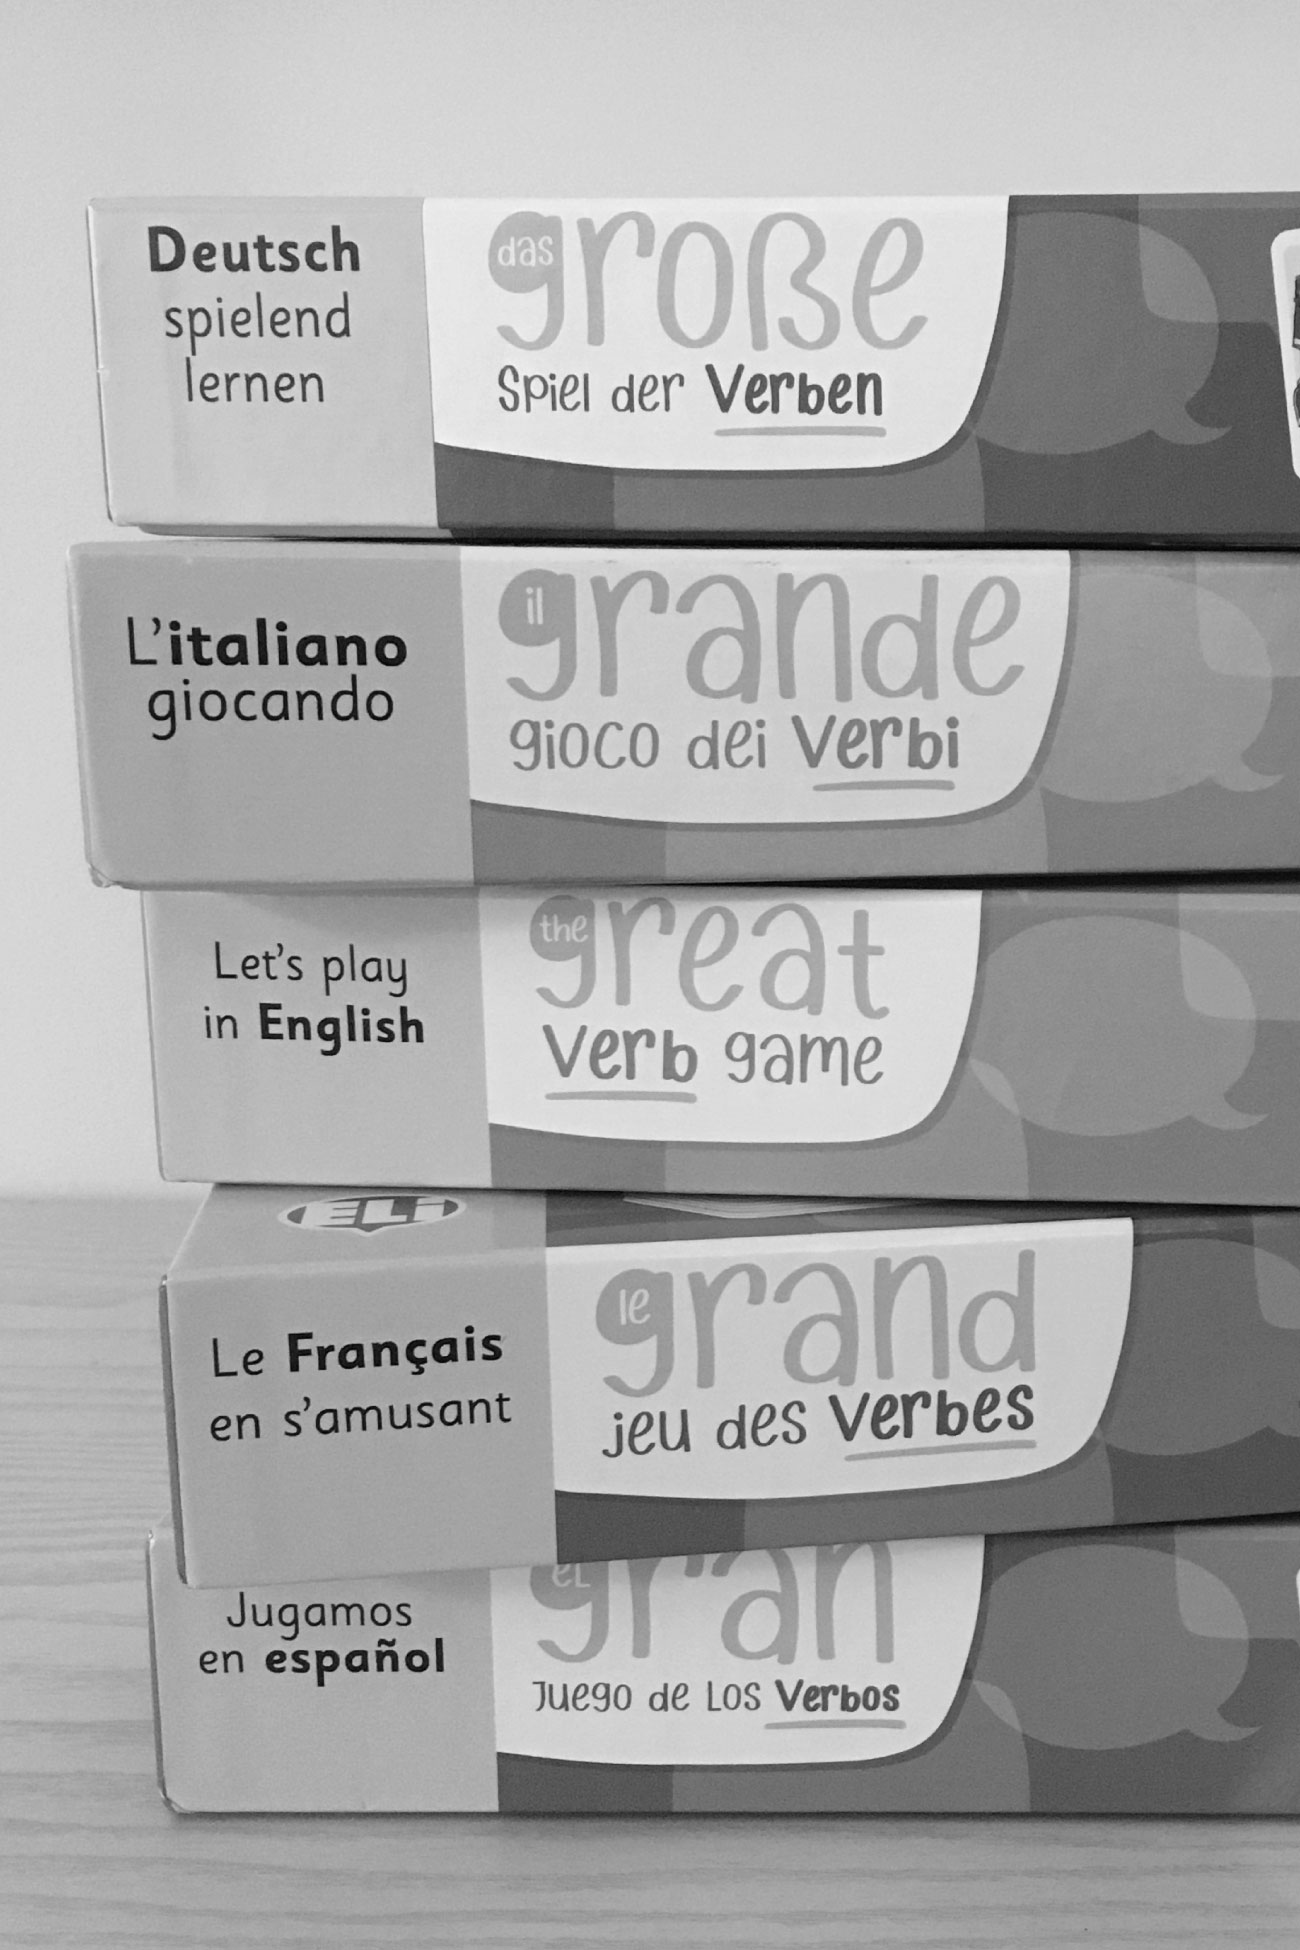 Deutsch
spielend
lernen
das große
Spiel der Verben
L'italiano
giocando
il grande
gioco dei Verbi
Let's play
in English
the great
Verb game
ELI
Le Français
en s'amusant
le grand
jeu des Verbes
Jugamos
en español
EL gran
Juego de Los Verbos